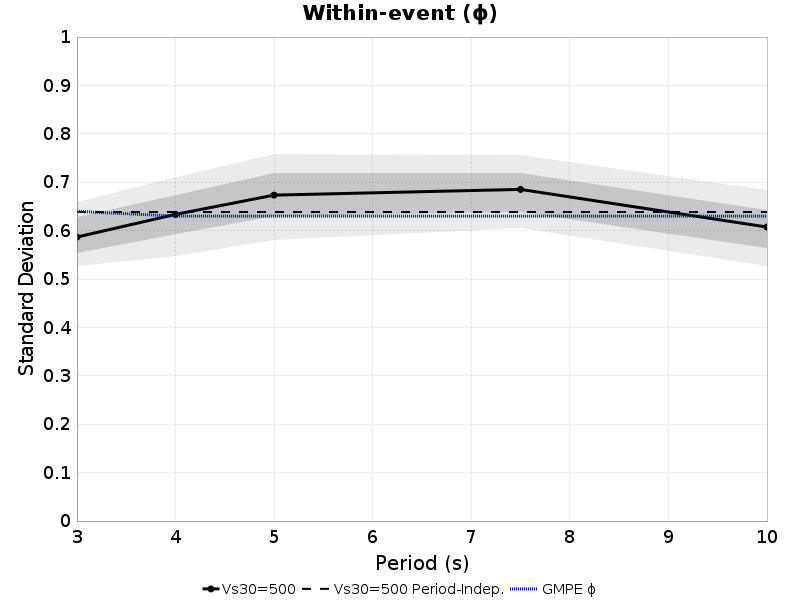 Within-event (ϕ)
1
0.9
0.8
0.7
0.6
0.5
0.4
0.3
0.2
0.1
0
Standard Deviation
3 4 5 6 7 8 9 10
Period (s)
Vs30=500 Vs30=500 Period-Indep. GMPE ϕ